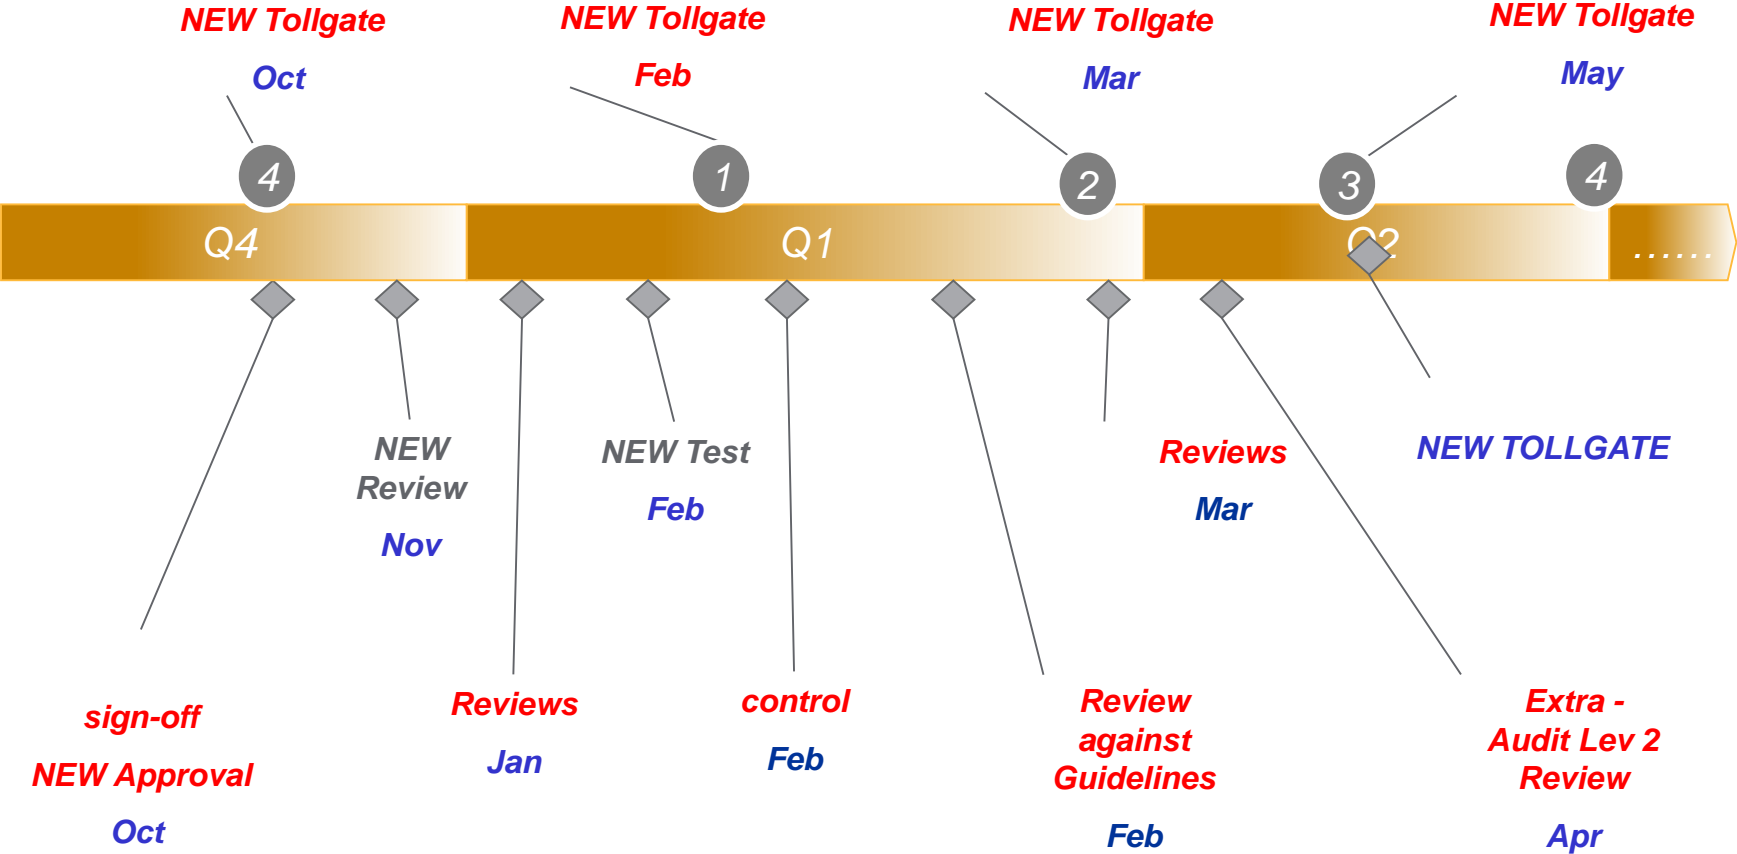 NEW Tollgate
Oct
NEW Tollgate
Feb
NEW Tollgate
Mar
NEW Tollgate
May
4
1
2
3
4
Q4
Q1
Q2
......
NEW
Review
Nov
NEW Test
Feb
Reviews
Mar
NEW TOLLGATE
sign-off
NEW Approval
Oct
Reviews
Jan
control
Feb
Review
against
Guidelines
Feb
Extra -
Audit Lev 2
Review
Apr